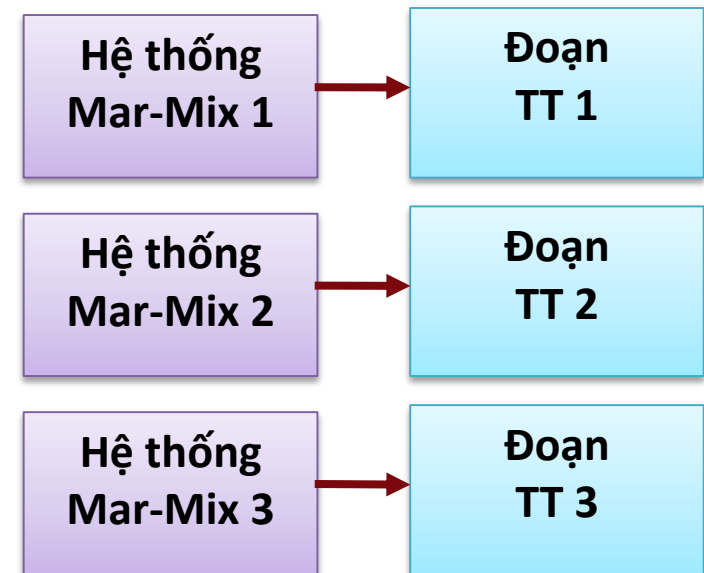 Hệ thống
Mar-Mix 1
Đoạn
TT 1
Hệ thống
Mar-Mix 2
Đoạn
TT 2
Hệ thống
Mar-Mix 3
Đoạn
TT 3